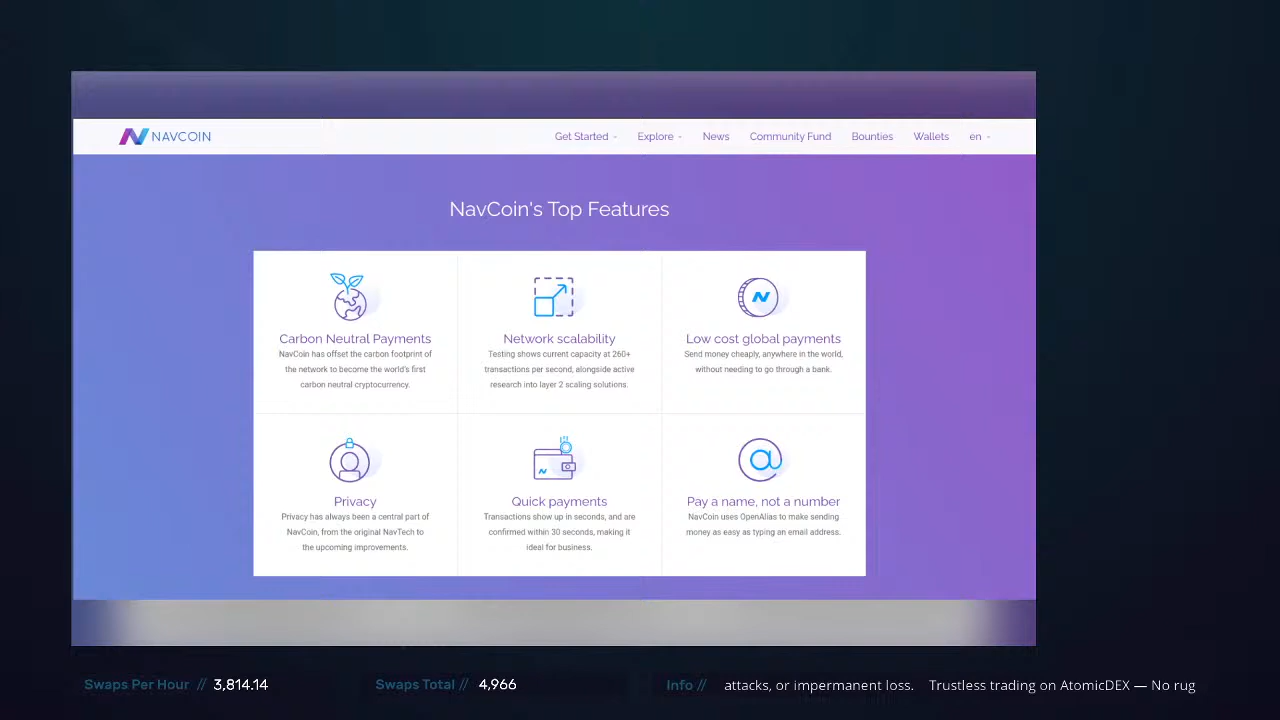 NAVCOIN
Get Started
Explore
News
Community Fund
Bounties
Wallets
en
NavCoin's Top Features
Carbon Neutral Payments
NavCoin has offset the carbon footprint of
the network to become the world's first
carbon neutral cryptocurrency.
Network scalability
Testing shows current capacity at 260+
transactions per second, alongside active
research into layer 2 scaling solutions.
Low cost global payments
Send money cheaply, anywhere in the world,
without needing to go through a bank.
Privacy
Privacy has always been a central part of
NavCoin, from the original NavTech to
the upcoming improvements.
Quick payments
Transactions show up in seconds, and are
confirmed within 30 seconds, making it
ideal for business.
Pay a name, not a number
NavCoin uses OpenAlias to make sending
money as easy as typing an email address.
Swaps Per Hour // 3,814.14
Swaps Total // 4,966
Info // attacks, or impermanent loss. Trustless trading on AtomicDEX — No rug